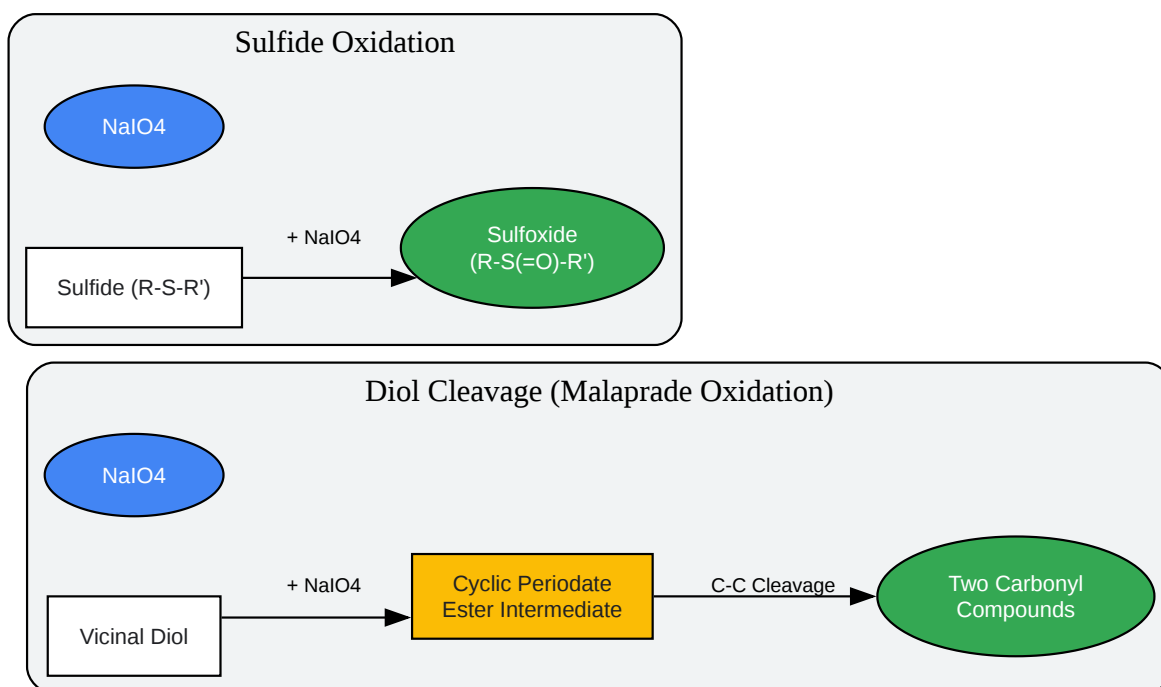 Sulfide Oxidation
NaIO4
+ NaIO4
Sulfoxide
(R-S(=O)-R')
Sulfide (R-S-R')
Diol Cleavage (Malaprade Oxidation)
NaIO4
+ NaIO4
Cyclic Periodate
Ester Intermediate
C-C Cleavage
Two Carbonyl
Compounds
Vicinal Diol